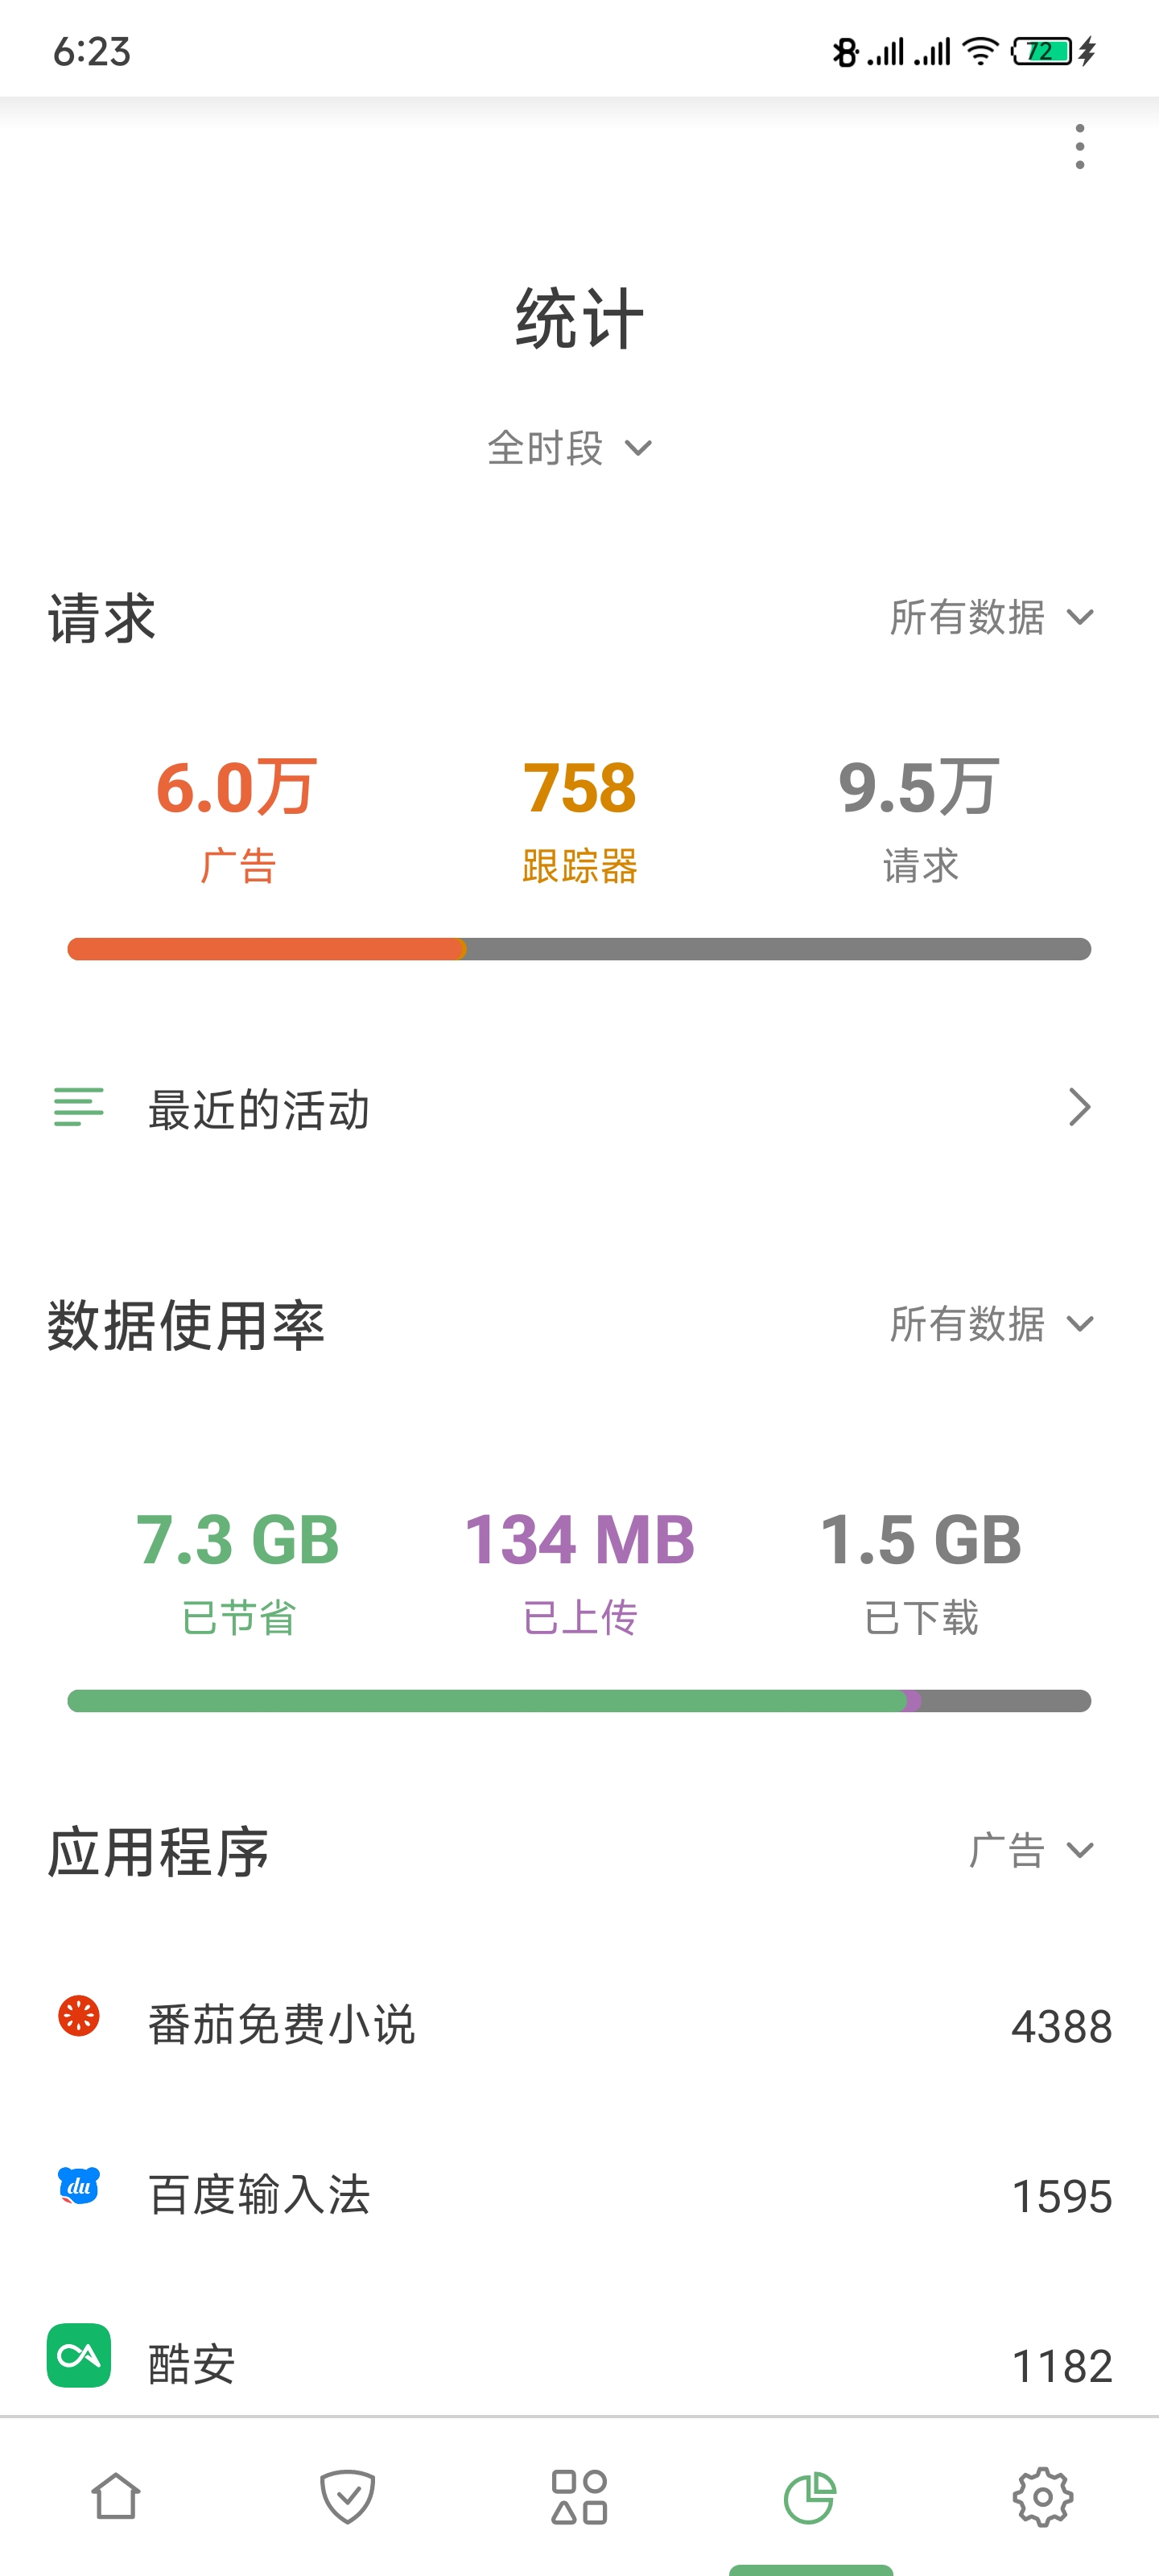 6:23
72
统计
全时段
请求 所有数据
6.0万 758 9.5万
广告 跟踪器 请求
最近的活动
数据使用率 所有数据
7.3 GB 134 MB 1.5 GB
已节省 已上传 已下载
应用程序 广告
番茄免费小说 4388
du 百度输入法 1595
酷安 1182